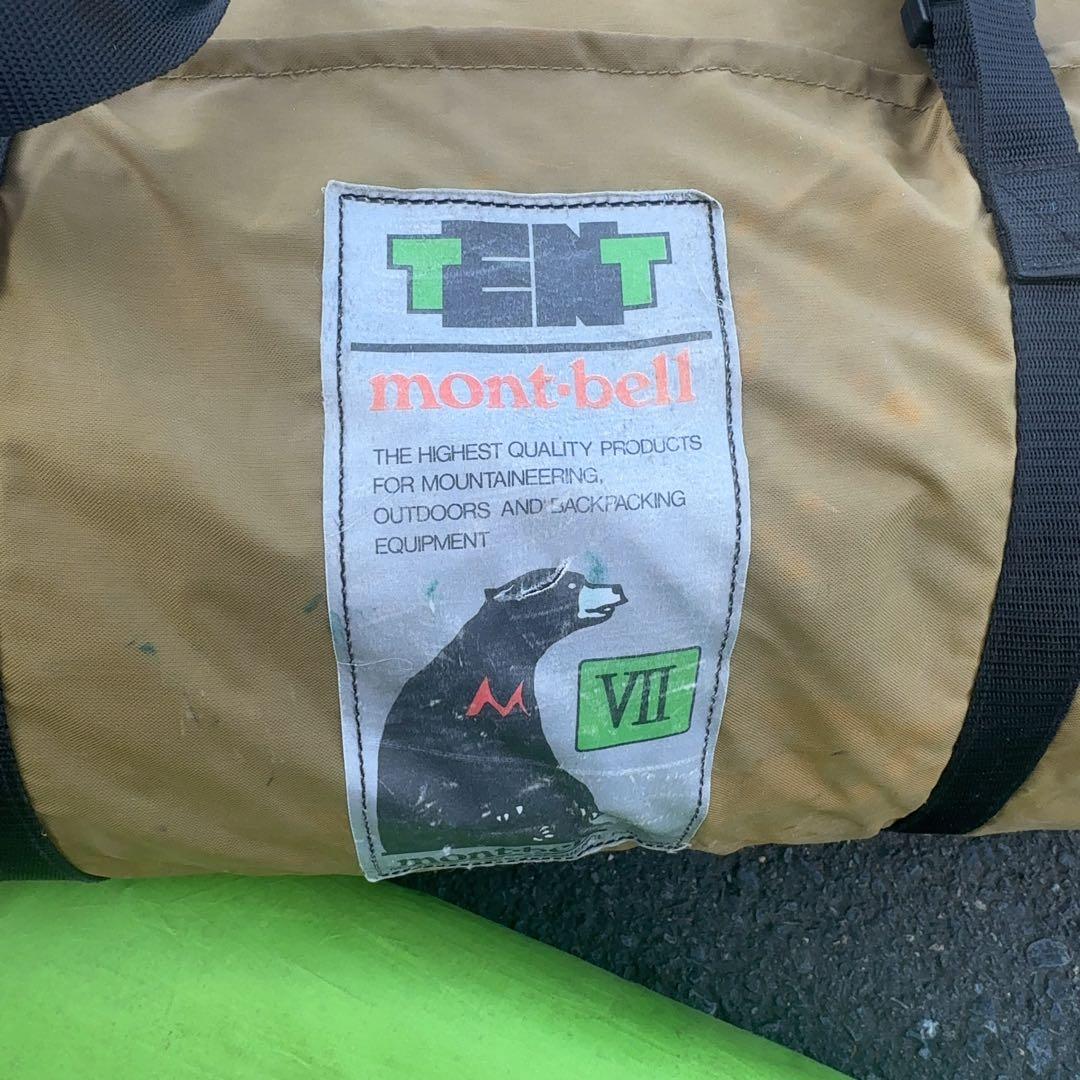 TENT
mont·bell
THE HIGHEST QUALITY PRODUCTS
FOR MOUNTAINEERING,
OUTDOORS AND BACKPACKING
EQUIPMENT
M
VII